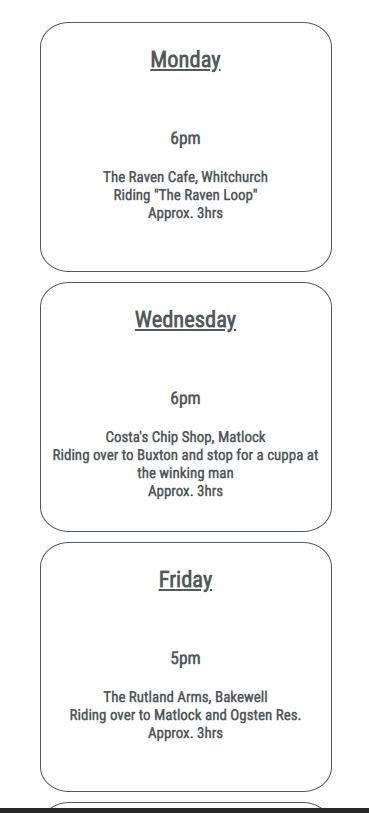 Monday
6pm
The Raven Cafe, Whitchurch
Riding "The Raven Loop"
Approx. 3hrs
Wednesday
6pm
Costa's Chip Shop, Matlock
Riding over to Buxton and stop for a cuppa at
the winking man
Approx. 3hrs
Friday
5pm
The Rutland Arms, Bakewell
Riding over to Matlock and Ogsten Res.
Approx. 3hrs